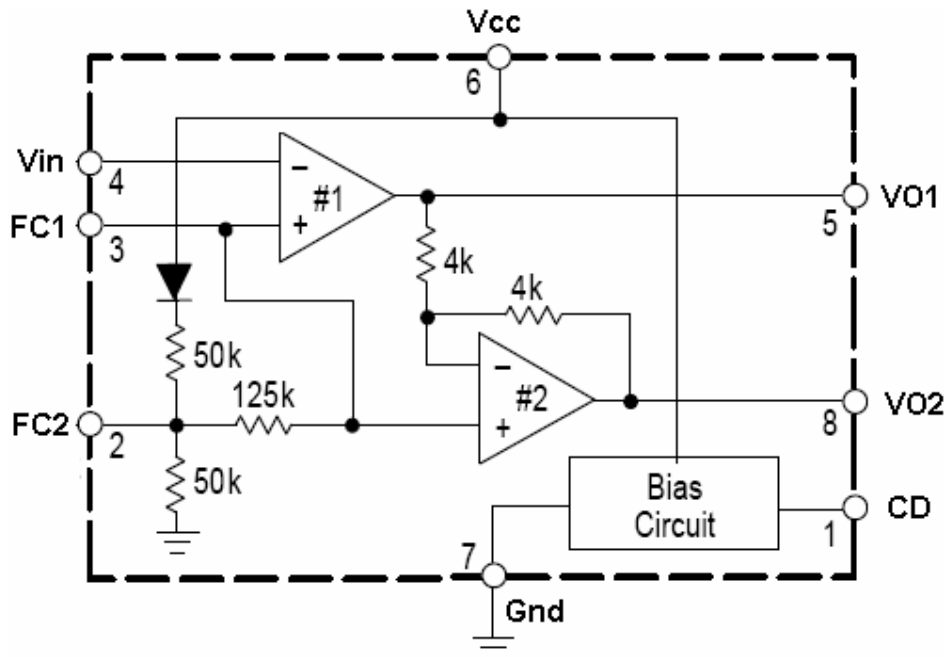 Vcc
6
Vin
4
−
#1
+
VO1
5
FC1
3
4k
4k
50k
125k
−
#2
+
FC2
2
VO2
8
50k
Bias
Circuit
CD
1
7
Gnd